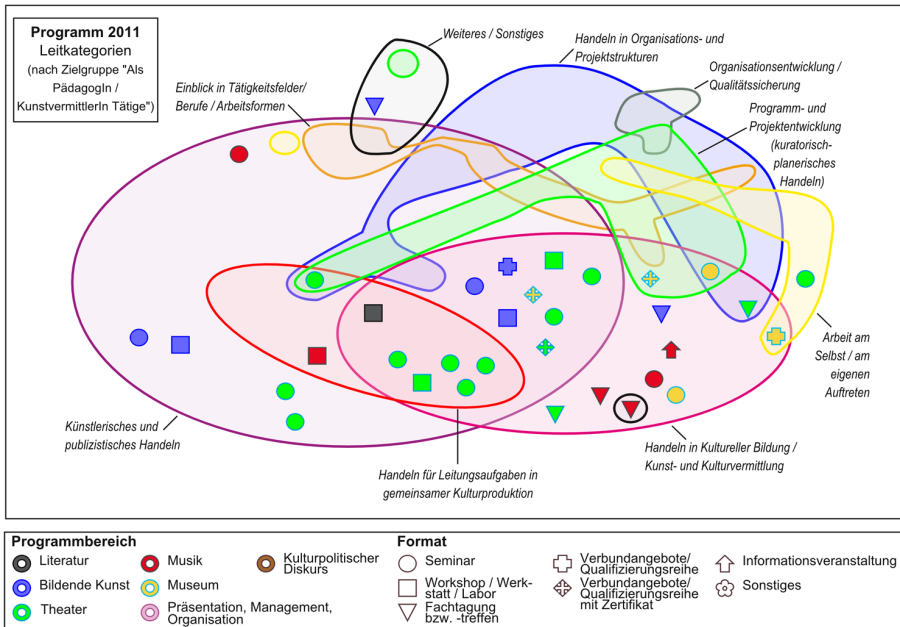 Programm 2011
Leitkategorien
(nach Zielgruppe "Als
PädagogIn /
KunstvermittlerIn Tätige")
Weiteres / Sonstiges
Handeln in Organisations- und
Projektstrukturen
Organisationsentwicklung /
Qualitätssicherung
Einblick in Tätigkeitsfelder/
Berufe / Arbeitsformen
Programm- und
Projektentwicklung
(kuratorisch-
planerisches
Handeln)
Arbeit am
Selbst / am
eigenen
Auftreten
Künstlerisches und
publizistisches Handeln
Handeln für Leitungsaufgaben in
gemeinsamer Kulturproduktion
Handeln in Kultureller Bildung /
Kunst- und Kulturvermittlung
Programmbereich
Literatur
Bildende Kunst
Theater
Musik
Museum
Präsentation, Management,
Organisation
Kulturpolitischer
Diskurs
Format
Seminar
Workshop / Werk-
statt / Labor
Fachtagung
bzw. -treffen
Verbundangebote/
Qualifizierungsreihe
Verbundangebote/
Qualifizierungsreihe
mit Zertifikat
Informationsveranstaltung
Sonstiges